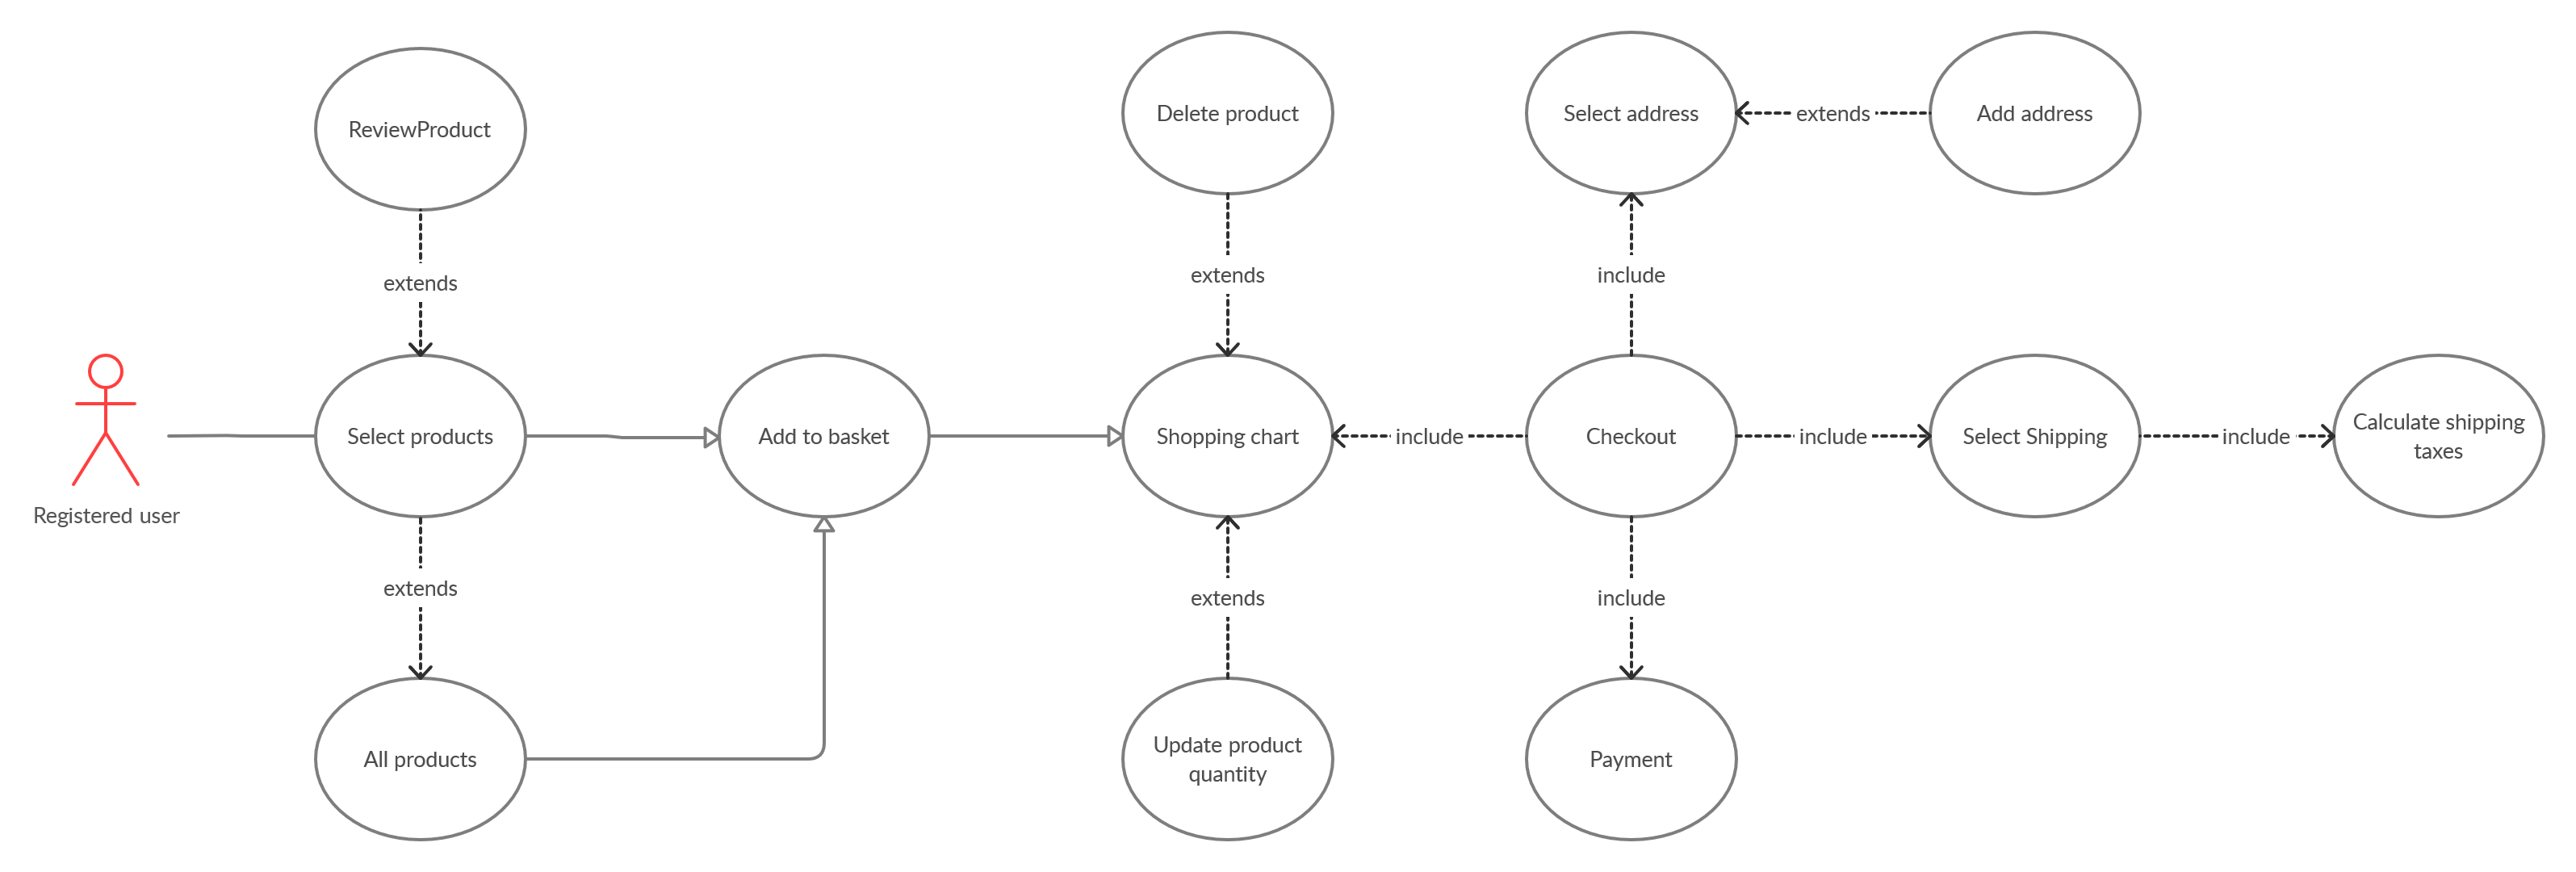 ReviewProduct
Delete product
Select address
extends
Add address
extends
extends
include
Registered user
Select products
Add to basket
Shopping chart
include
Checkout
include
Select Shipping
include
Calculate shipping
taxes
extends
extends
include
All products
Update product
quantity
Payment